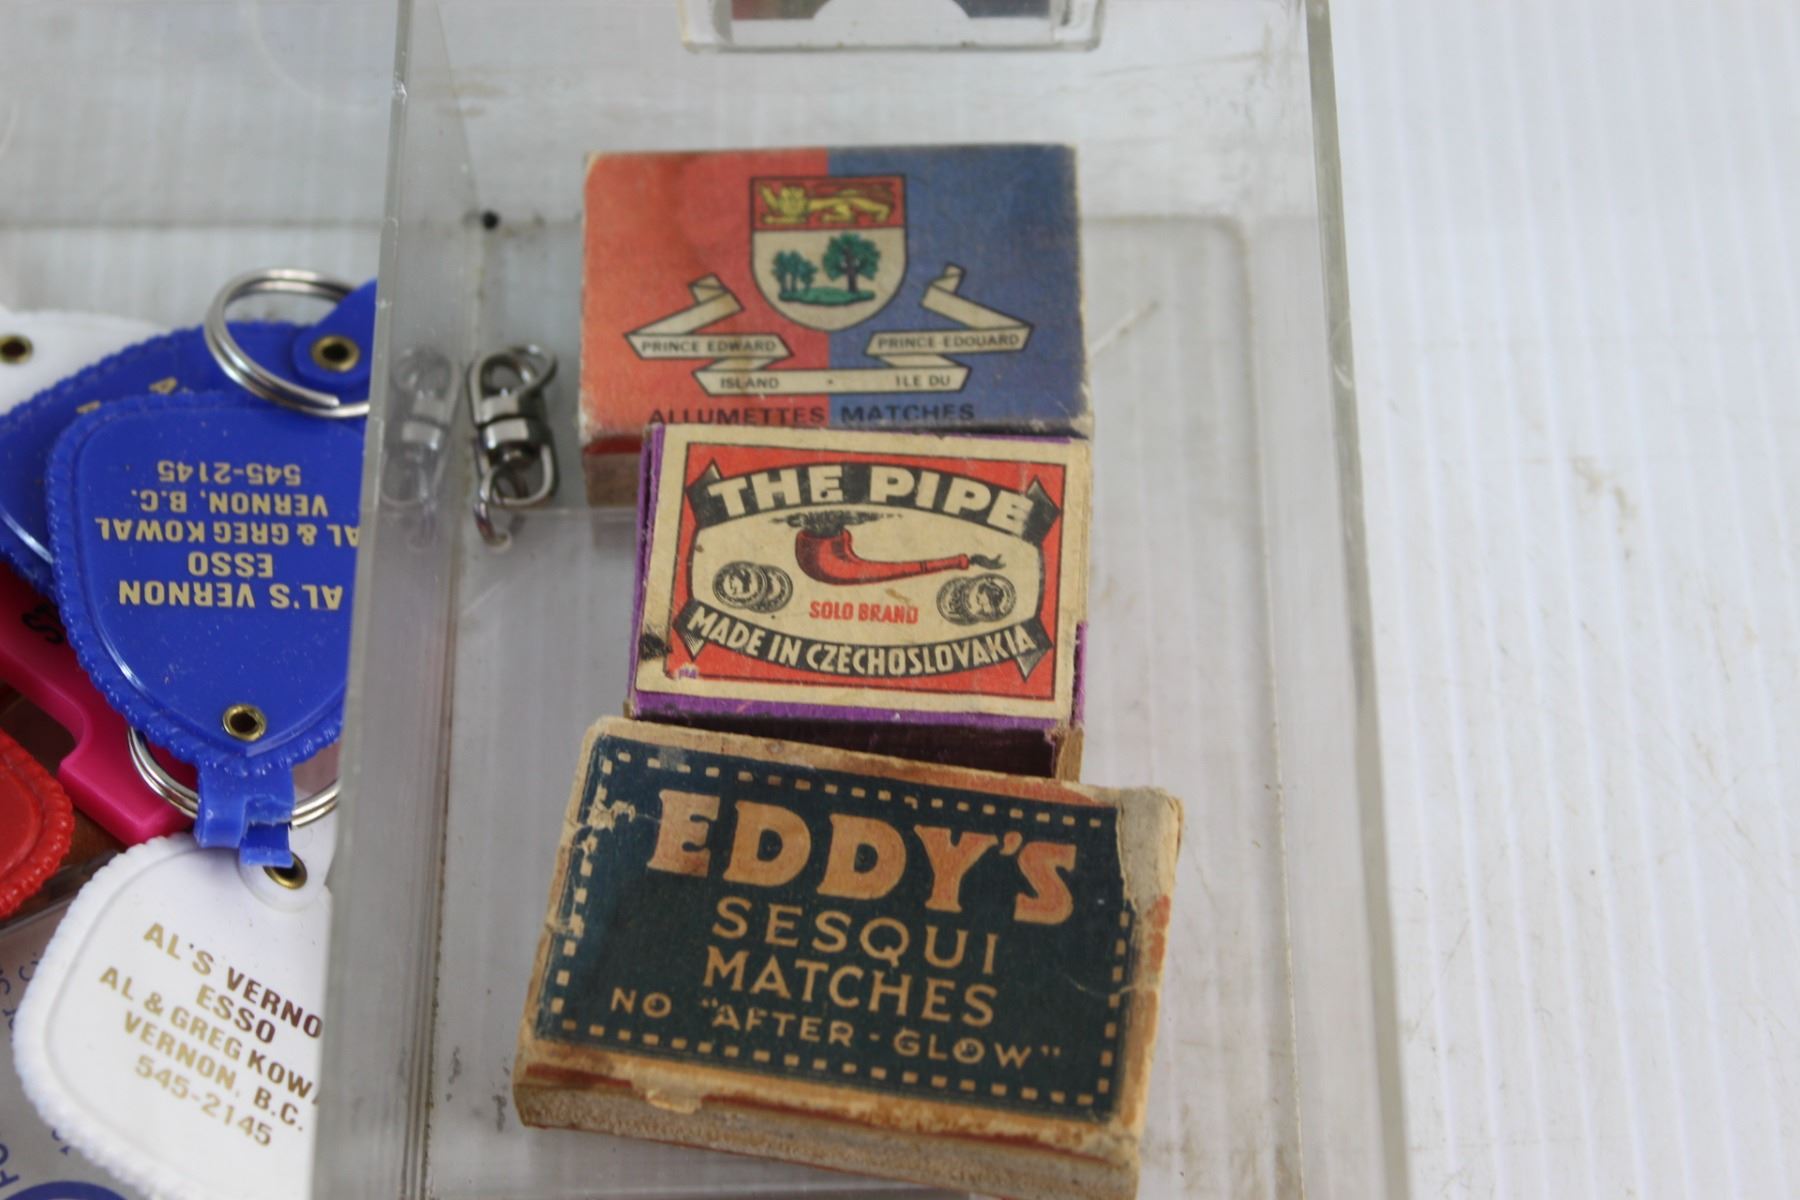 PRINCE EDWARD
PRINCE-EDOUARD
ISLAND - ILE DU
ALLUMETTES MATCHES
THE PIPE
SOLO BRAND
MADE IN CZECHOSLOVAKIA
EDDY'S
SESQUI
MATCHES
NO "AFTER-GLOW"
AL'S VERNON
ESSO
AL & GREG KOWAL
VERNON, B.C.
545-2145
AL'S VERNO
ESSO
AL & GREG KOWA
VERNON, B.C.
545-2145